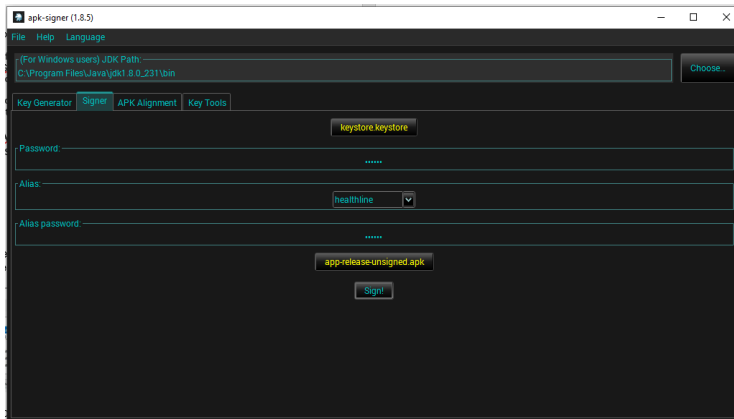 apk-signer (1.8.5)
File Help Language
(For Windows users) JDK Path:
C:\Program Files\Java\jdk1.8.0_231\bin
Choose...
Key Generator Signer APK Alignment Key Tools
keystore.keystore
Password:
••••••
Alias:
healthline
Alias password:
••••••
app-release-unsigned.apk
Sign!